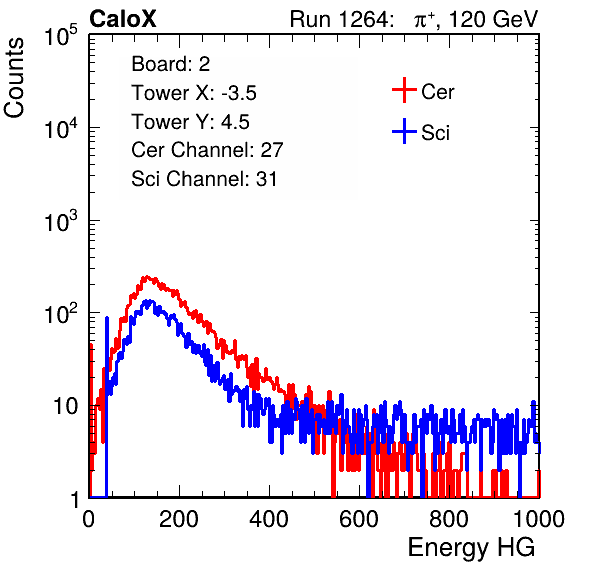 CaloX Run 1264: π⁺, 120 GeV
Board: 2
Tower X: -3.5
Tower Y: 4.5
Cer Channel: 27
Sci Channel: 31
Cer
Sci
Counts
10⁵
10⁴
10³
10²
10
1
0 200 400 600 800 1000
Energy HG